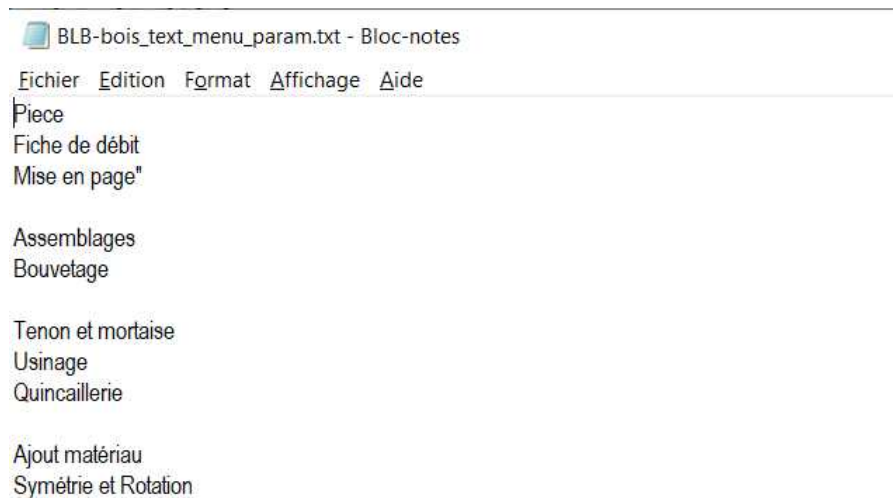 BLB-bois_text_menu_param.txt - Bloc-notes
Fichier Edition Format Affichage Aide
Piece
Fiche de débit
Mise en page"
Assemblages
Bouvetage
Tenon et mortaise
Usinage
Quincaillerie
Ajout matériau
Symétrie et Rotation